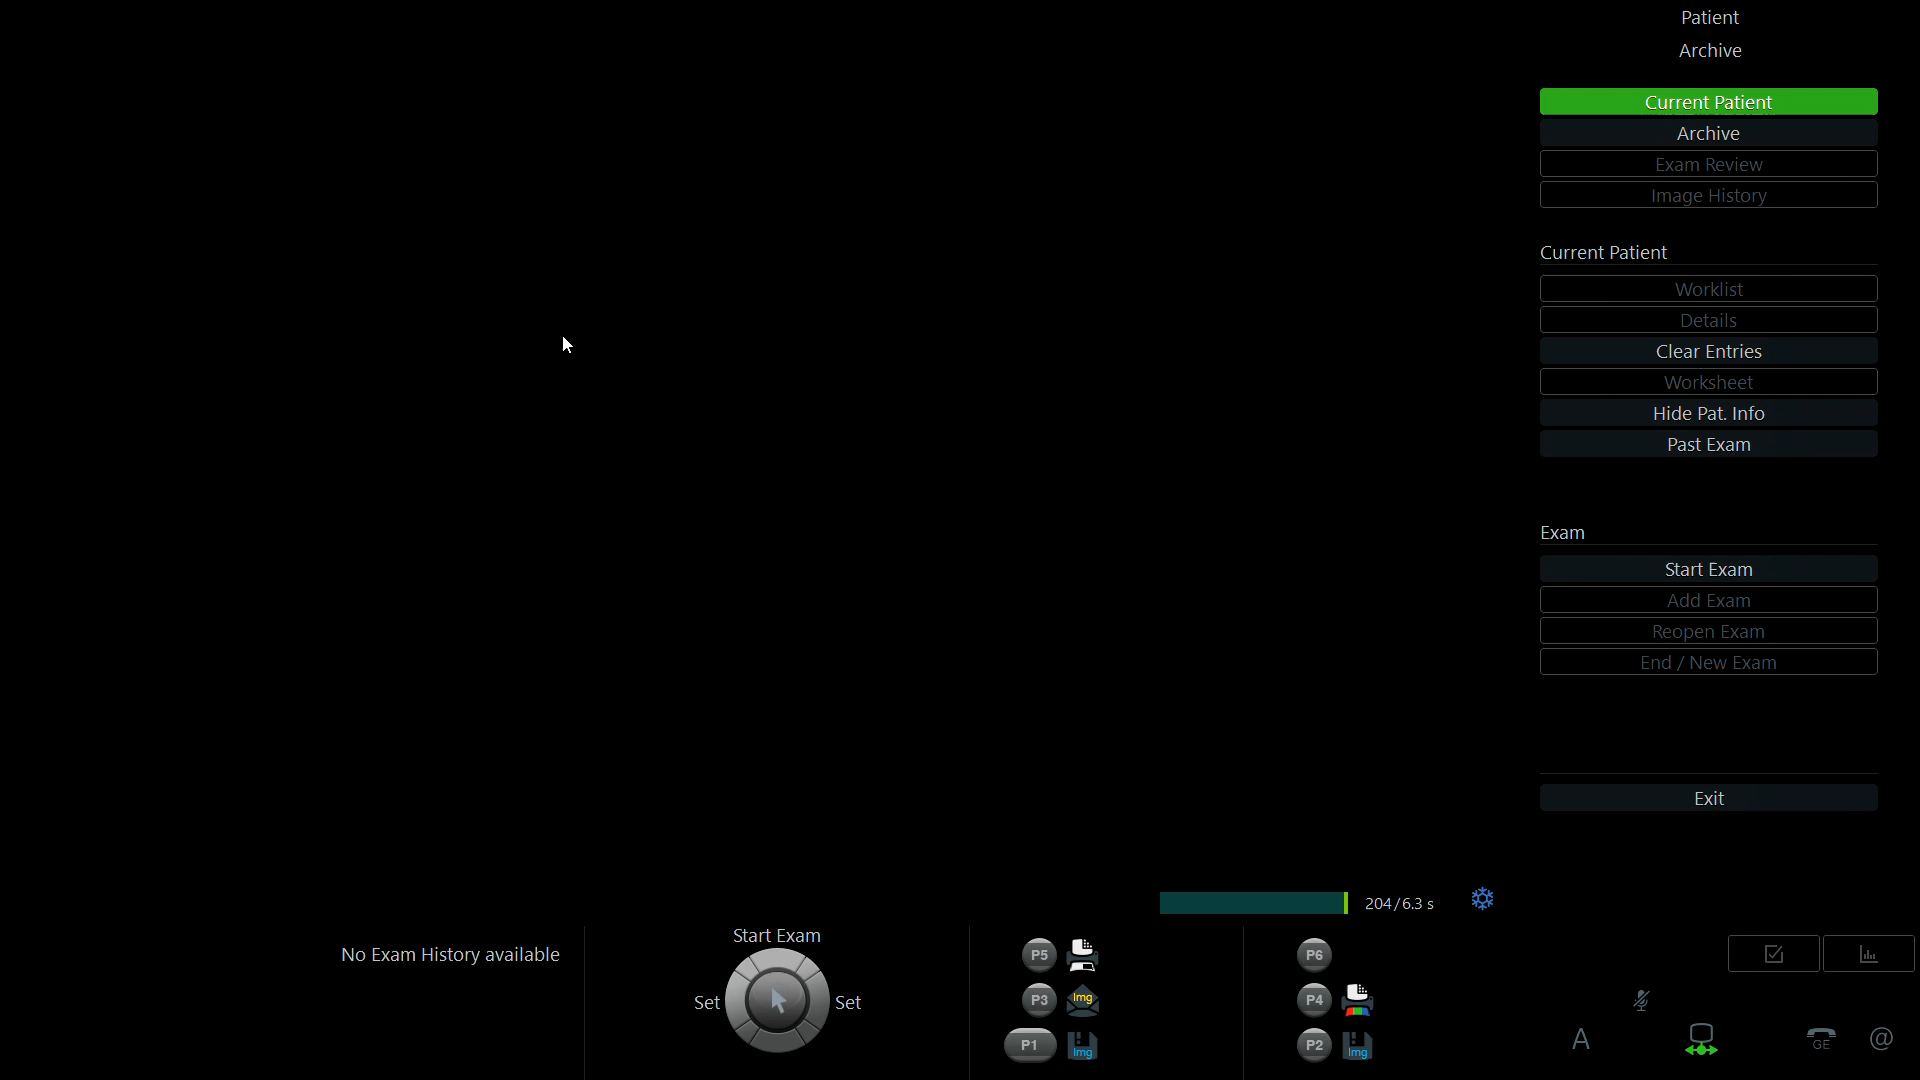 Patient
Archive
Current Patient
Archive
Exam Review
Image History
Current Patient
Worklist
Details
Clear Entries
Worksheet
Hide Pat. Info
Past Exam
Exam
Start Exam
Add Exam
Reopen Exam
End / New Exam
Exit
204/6.3 s
No Exam History available
Start Exam
Set
Set
P5
P3
Img
P1
Img
P6
P4
P2
Img
A
GE
@